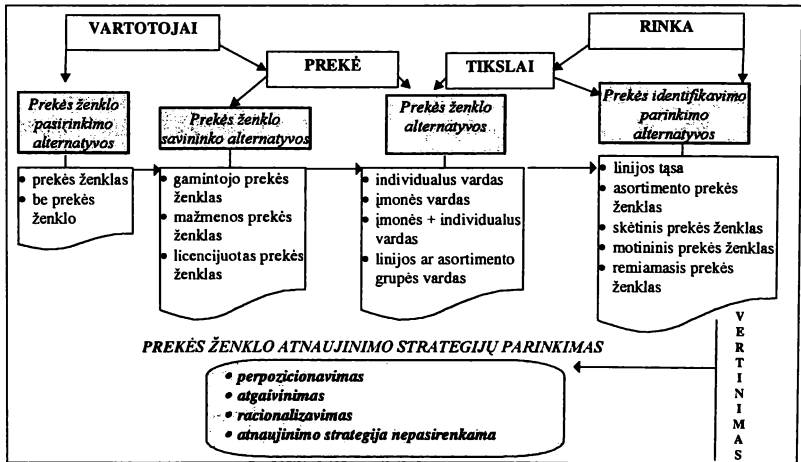 VARTOTOJAI
RINKA
PREKĖ
TIKSLAI
Prekės ženklo
pasirinkimo
alternatyvos
Prekės ženklo
savininko alternatyvos
Prekės ženklo
alternatyvos
Prekės identifikavimo
parinkimo
alternatyvos
• prekės ženklas
• be prekės
ženklo
• gamintojo prekės
ženklas
• mažmenos prekės
ženklas
• licencijuotas prekės
ženklas
• individualus vardas
• įmonės vardas
• įmonės + individualus
vardas
• linijos ar asortimento
grupės vardas
• linijos tąsa
• asortimento prekės
ženklas
• skėtinis prekės ženklas
• motininis prekės ženklas
• remiamasis prekės
ženklas
VERTINIMAS
PREKĖS ŽENKLO ATNAUJINIMO STRATEGIJŲ PARINKIMAS
• perpozicionavimas
• atgaivinimas
• racionalizavimas
• atnaujinimo strategija nepasirenkama